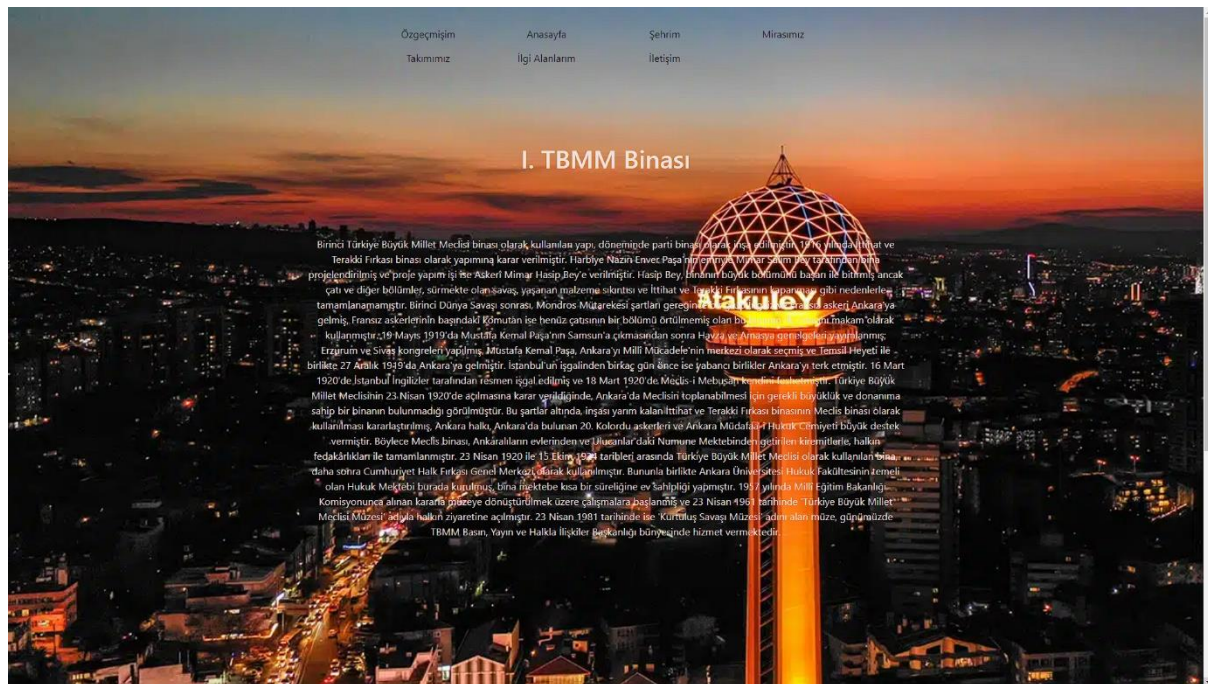 Özgeçmişim Anasayfa Şehrim Mirasımız
Takımımız İlgi Alanlarım İletişim
I. TBMM Binası
Birinci Türkiye Büyük Millet Meclisi binası olarak kullanılan yapı, döneminde parti binası olarak inşa edilmiştir. 1916 yılında İttihat ve
Terakki Fırkası binası olarak yapımına karar verilmiştir. Harbiye Nazırı Enver Paşa'nın emriyle Mimar Salim Bey tarafından bina
projelendirilmiş ve proje yapım işi ise Askerî Mimar Hasip Bey'e verilmiştir. Hasip Bey, binanın büyük bölümünü başarı ile bitirmiş ancak
çatı ve diğer bölümler, sürmekte olan savaş, yaşanan malzeme sıkıntısı ve İttihat ve Terakki Fırkasının kapanması gibi nedenlerle
tamamlanamamıştır. Birinci Dünya Savaşı sonrası. Mondros Mütarekesi şartları askerî Ankara'ya
gelmiş, Fransız askerlerinin başındaki komutan ise henüz çatısının bir bölümü örtülmemiş olan makam olarak
kullanmıştır.19 Mayıs 1919'da Mustafa Kemal Paşa'nın Samsun'a çıkmasından sonra Havza ve Amasya genelgeleri yayımlanmış,
Erzurum ve Sivas kongreleri yapılmış, Mustafa Kemal Paşa, Ankara'yı Millî Mücadele'nin merkezi olarak seçmiş ve Temsil Heyeti ile
birlikte 27 Aralık 1949'da Ankara'ya gelmiştir. İstanbul'un işgalinden birkaç gün önce ise yabancı birlikler Ankara'yı terk etmiştir. 16 Mart
1920'de İstanbul İngilizler tarafından resmen işgal edilmiş ve 18 Mart 1920'de Meclis-i Mebusan kendini feshetmiştir. Türkiye Büyük
Millet Meclisinin 23 Nisan 1920'de açılmasına karar verildiğinde, Ankara'da Meclisin toplanabilmesi için gerekli büyüklük ve donanıma
sahip bir binanın bulunmadığı görülmüştür. Bu şartlar altında, inşası yarım kalan İttihat ve Terakki Fırkası binasının Meclis binası olarak
kullanılması kararlaştırılmış, Ankara halkı, Ankara'da bulunan 20. Kolordu askerleri ve Ankara Müdafaa-i Hukuk Cemiyeti büyük destek
vermiştir. Böylece Meclis binası, Ankaralıların evlerinden ve Ulucanlar'daki Numune Mektebinden getirilen kiremitlerle, halkın
fedakârlıkları ile tamamlanmıştır. 23 Nisan 1920 ile 15 Ekim 1924 tarihleri arasında Türkiye Büyük Millet Meclisi olarak kullanılan bina,
daha sonra Cumhuriyet Halk Fırkası Genel Merkezi olarak kullanılmıştır. Bununla birlikte Ankara Üniversitesi Hukuk Fakültesinin temeli
olan Hukuk Mektebi burada kurulmuş, bina mektebe kısa bir süreliğine ev sahipliği yapmıştır. 1957 yılında Millî Eğitim Bakanlığı
Komisyonunca alınan kararla müzeye dönüştürülmek üzere çalışmalara başlanmış ve 23 Nisan 1961 tarihinde 'Türkiye Büyük Millet
Meclisi Müzesi' adıyla halkın ziyaretine açılmıştır. 23 Nisan 1981 tarihinde ise 'Kurtuluş Savaşı Müzesi' adını alan müze, günümüzde
TBMM Basın, Yayın ve Halkla İlişkiler Başkanlığı bünyesinde hizmet vermektedir.
Atakule